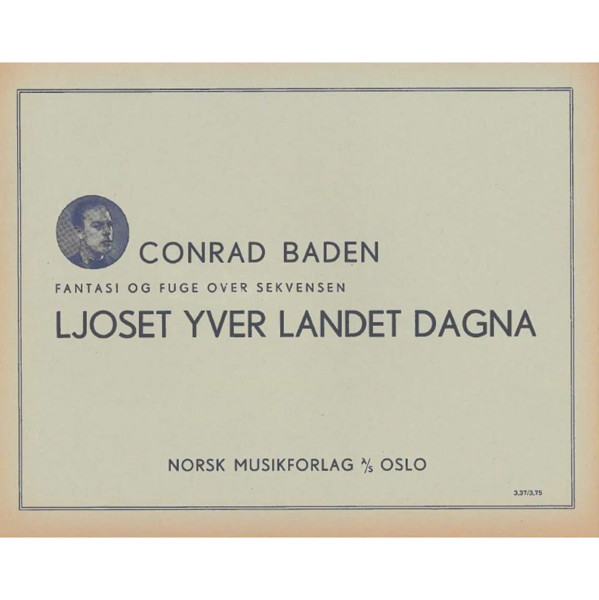 CONRAD BADEN
FANTASI OG FUGE OVER SEKVENSEN
LJOSET YVER LANDET DAGNA
NORSK MUSIKFORLAG A/S OSLO
3,37/3,75